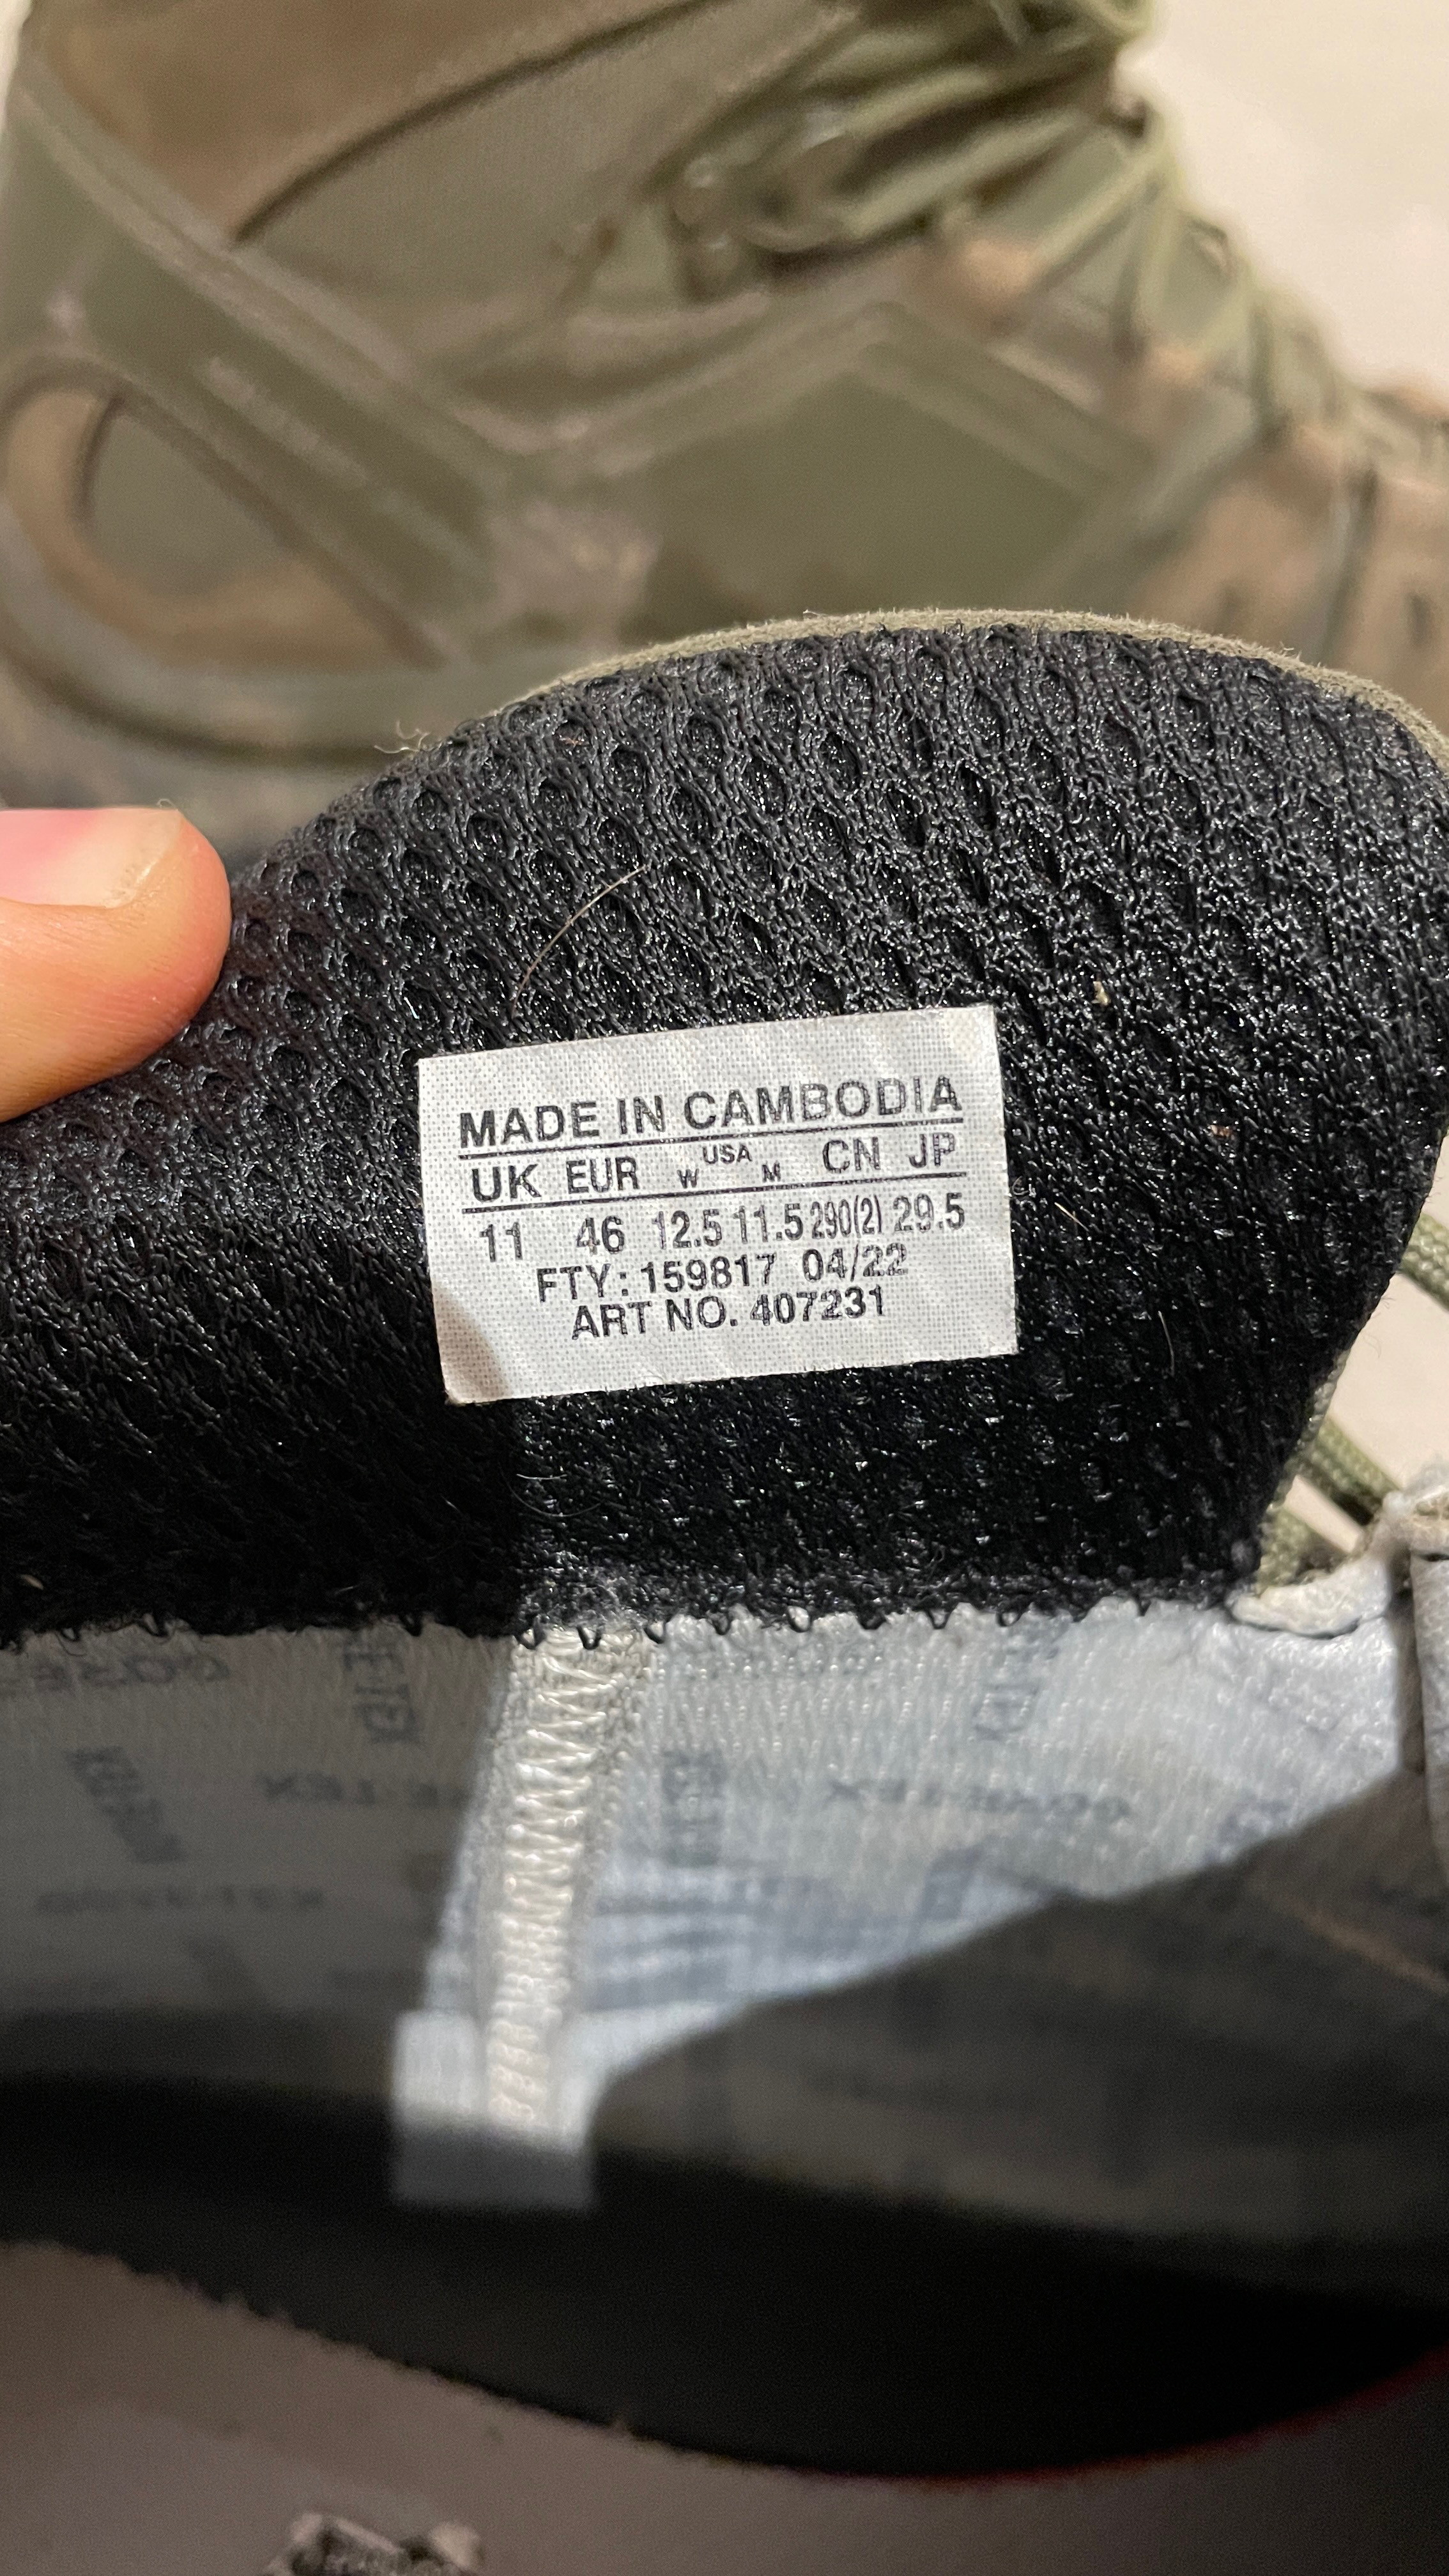 MADE IN CAMBODIA
UK EUR W USA M CN JP
11 46 12.5 11.5 290(2) 29.5
FTY: 159817 04/22
ART NO. 407231